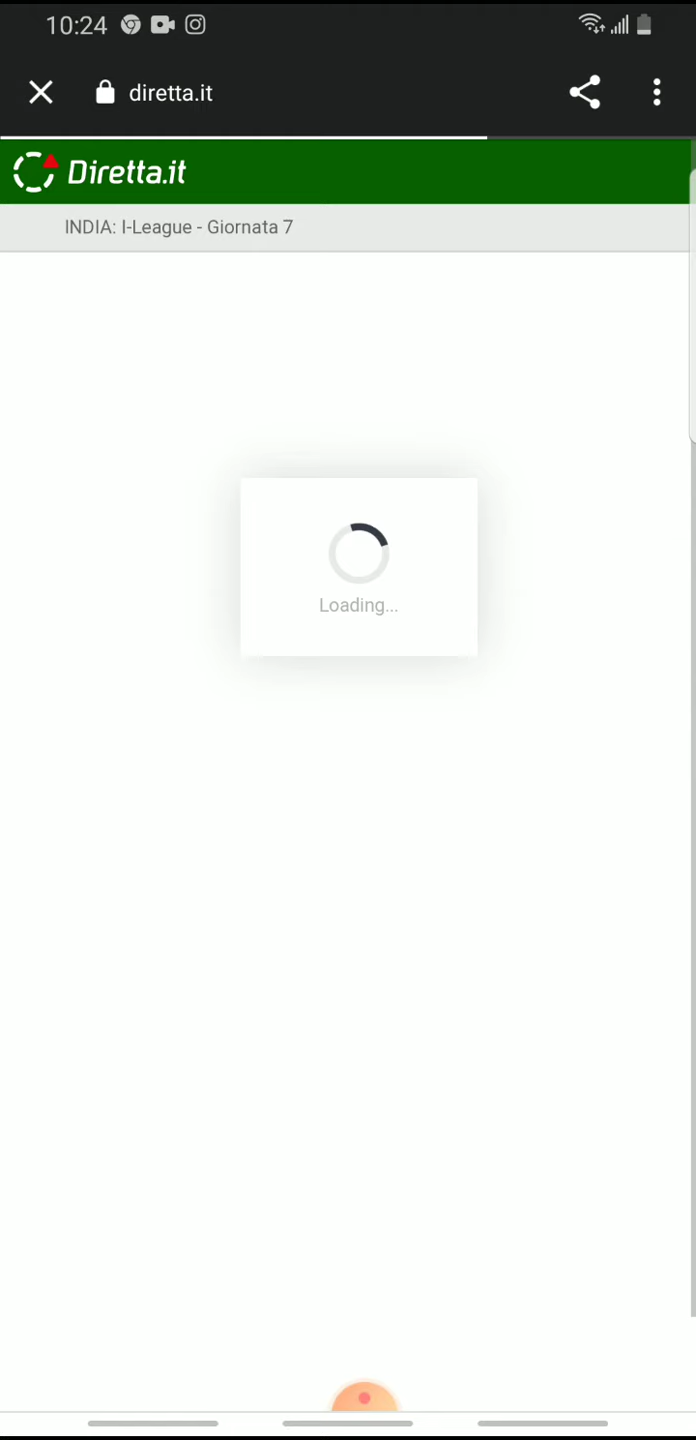 10:24
diretta.it
Diretta.it
INDIA: I-League - Giornata 7
Loading...